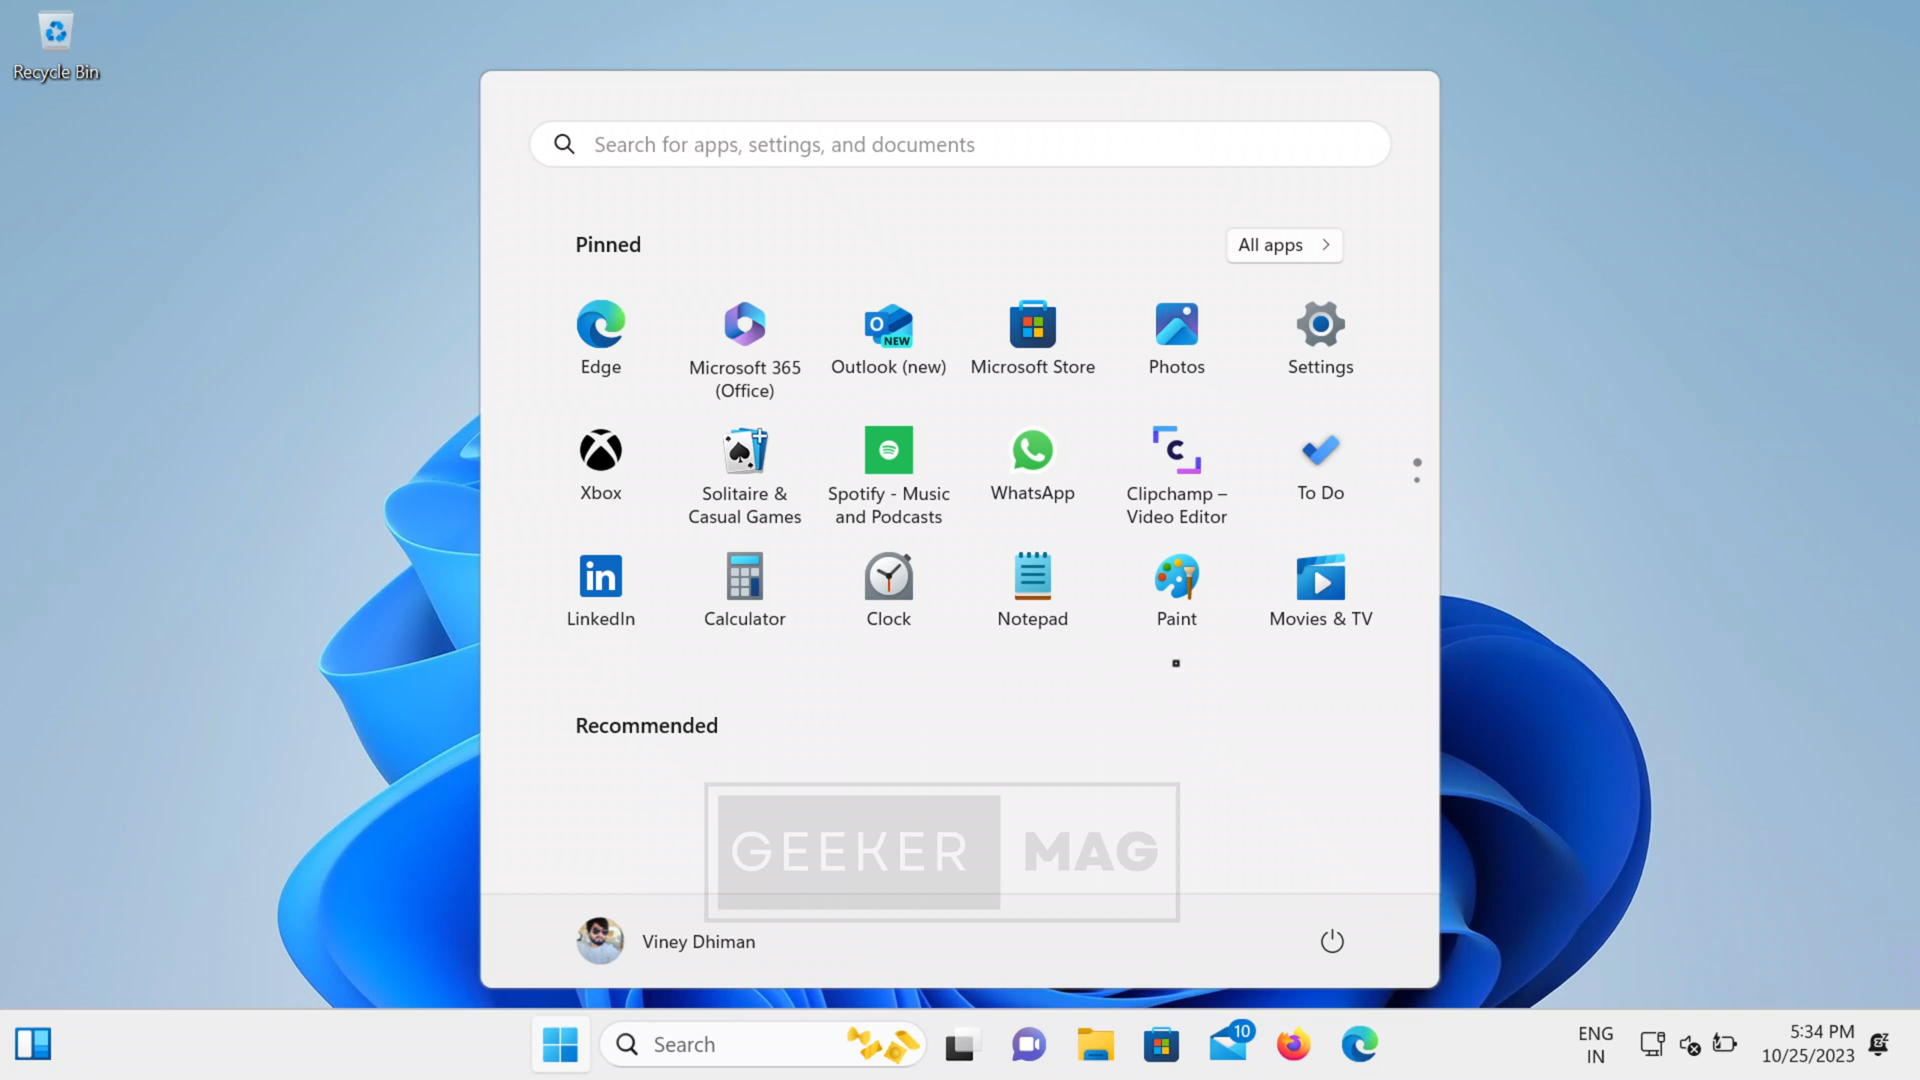 Recycle Bin
Search for apps, settings, and documents
Pinned
All apps
Edge
Microsoft 365
(Office)
NEW
Outlook (new)
Microsoft Store
Photos
Settings
Xbox
Solitaire &
Casual Games
Spotify - Music
and Podcasts
WhatsApp
Clipchamp –
Video Editor
To Do
in
LinkedIn
Calculator
Clock
Notepad
Paint
Movies & TV
Recommended
GEEKER MAG
Viney Dhiman
Search
10
ENG
IN
5:34 PM
10/25/2023